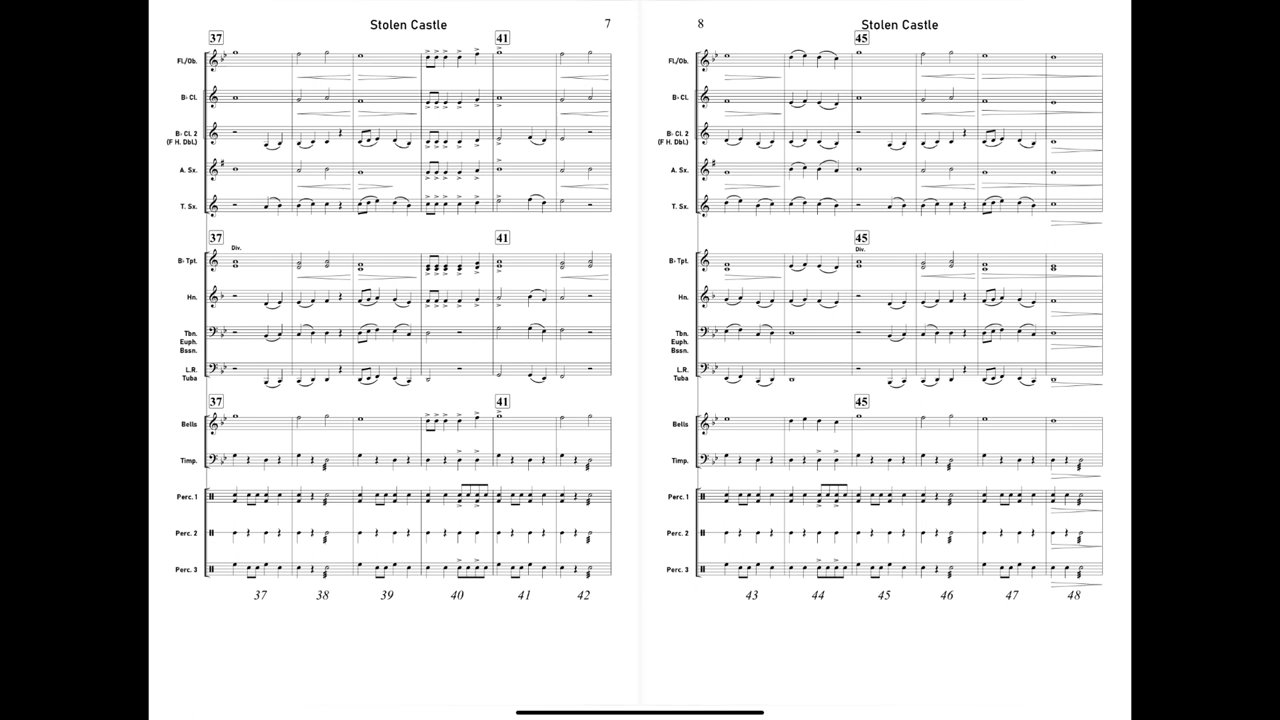 Stolen Castle
7
37
41
Fl./Ob.
B♭ Cl.
B♭ Cl. 2
(F H. Dbl.)
A. Sx.
T. Sx.
37
41
Div.
B♭ Tpt.
Hn.
Tbn.
Euph.
Bssn.
L.R.
Tuba
37
41
Bells
Timp.
Perc. 1
Perc. 2
Perc. 3
37 38 39 40 41 42
8
Stolen Castle
45
Fl./Ob.
B♭ Cl.
B♭ Cl. 2
(F H. Dbl.)
A. Sx.
T. Sx.
45
Div.
B♭ Tpt.
Hn.
Tbn.
Euph.
Bssn.
L.R.
Tuba
45
Bells
Timp.
Perc. 1
Perc. 2
Perc. 3
43 44 45 46 47 48